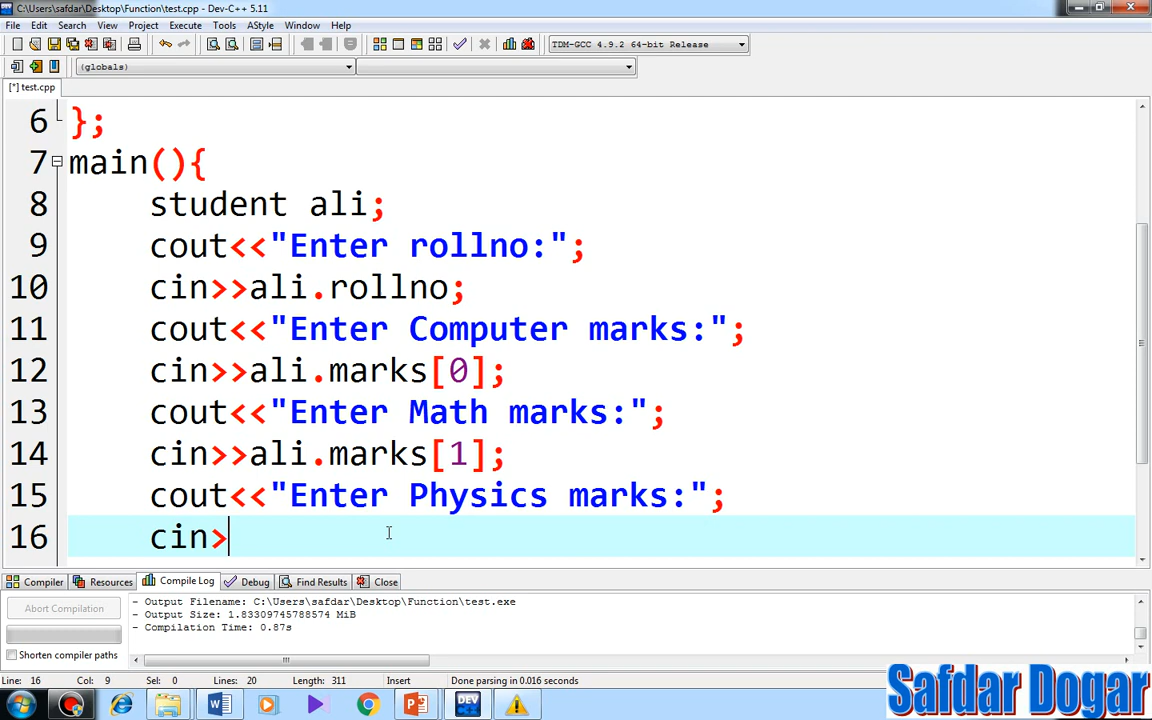 C:\Users\safdar\Desktop\Function\test.cpp - Dev-C++ 5.11
File Edit Search View Project Execute Tools AStyle Window Help
TDM-GCC 4.9.2 64-bit Release
(globals)
[*] test.cpp
6 };
7 main(){
8 student ali;
9 cout<<"Enter rollno:";
10 cin>>ali.rollno;
11 cout<<"Enter Computer marks:";
12 cin>>ali.marks[0];
13 cout<<"Enter Math marks:";
14 cin>>ali.marks[1];
15 cout<<"Enter Physics marks:";
16 cin>
Compiler Resources Compile Log Debug Find Results Close
Abort Compilation
Shorten compiler paths
- Output Filename: C:\Users\safdar\Desktop\Function\test.exe
- Output Size: 1.83309745788574 MiB
- Compilation Time: 0.87s
Line: 16 Col: 9 Sel: 0 Lines: 20 Length: 311 Insert Done parsing in 0.016 seconds
DEV
Safdar Dogar